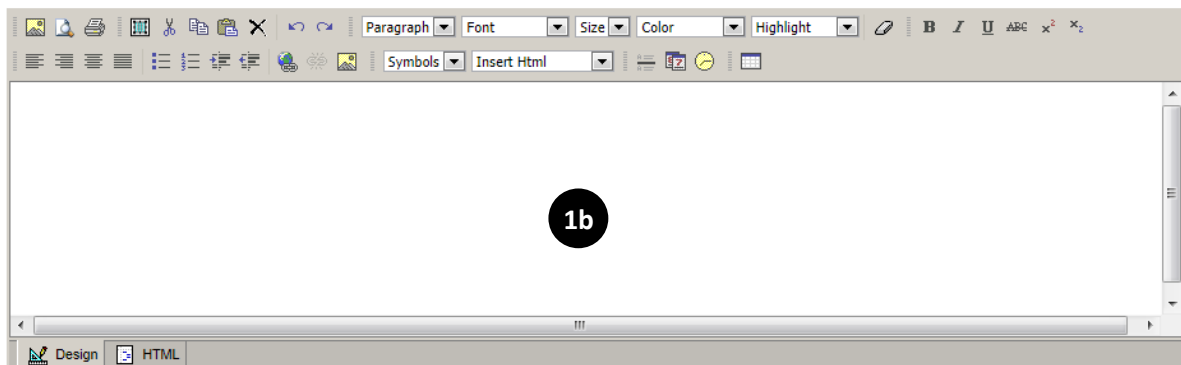 Paragraph Font Size Color Highlight B I U ABC x² x₂
Symbols Insert Html
1b
Design HTML